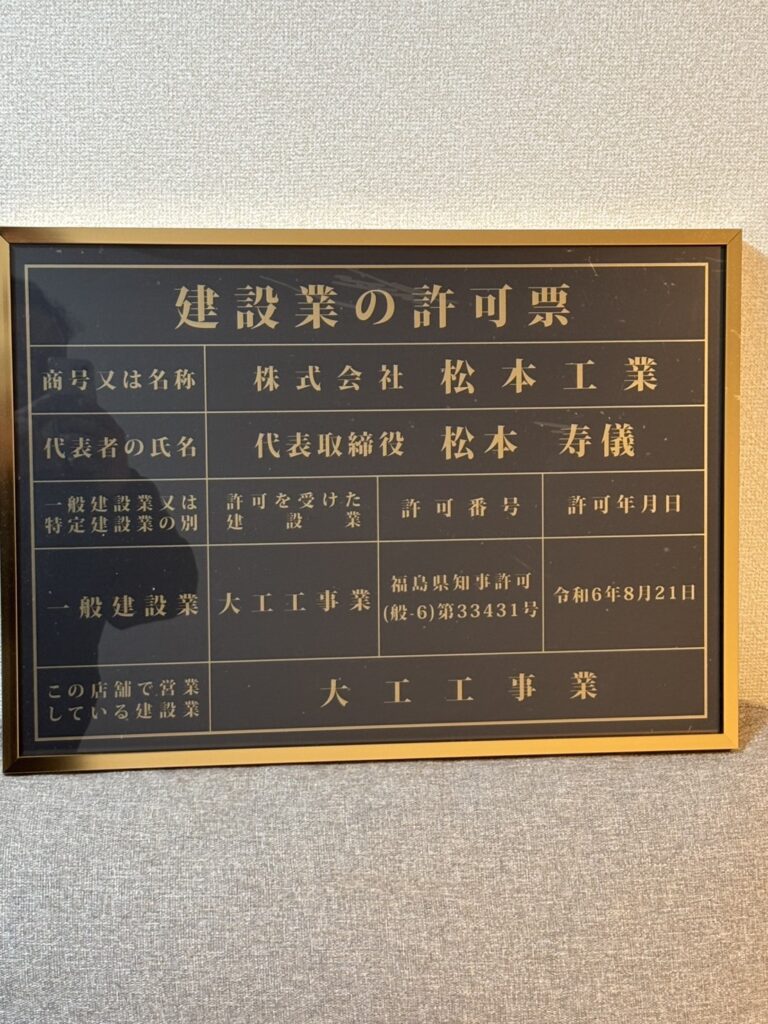 建設業の許可票
商号又は名称 株式会社 松本工業
代表者の氏名 代表取締役 松本 寿儀
一般建設業又は
特定建設業の別
許可を受けた
建設業
許可番号
許可年月日
一般建設業
大工工事業
福島県知事許可
(般-6)第33431号
令和6年8月21日
この店舗で営業
している建設業
大工工事業